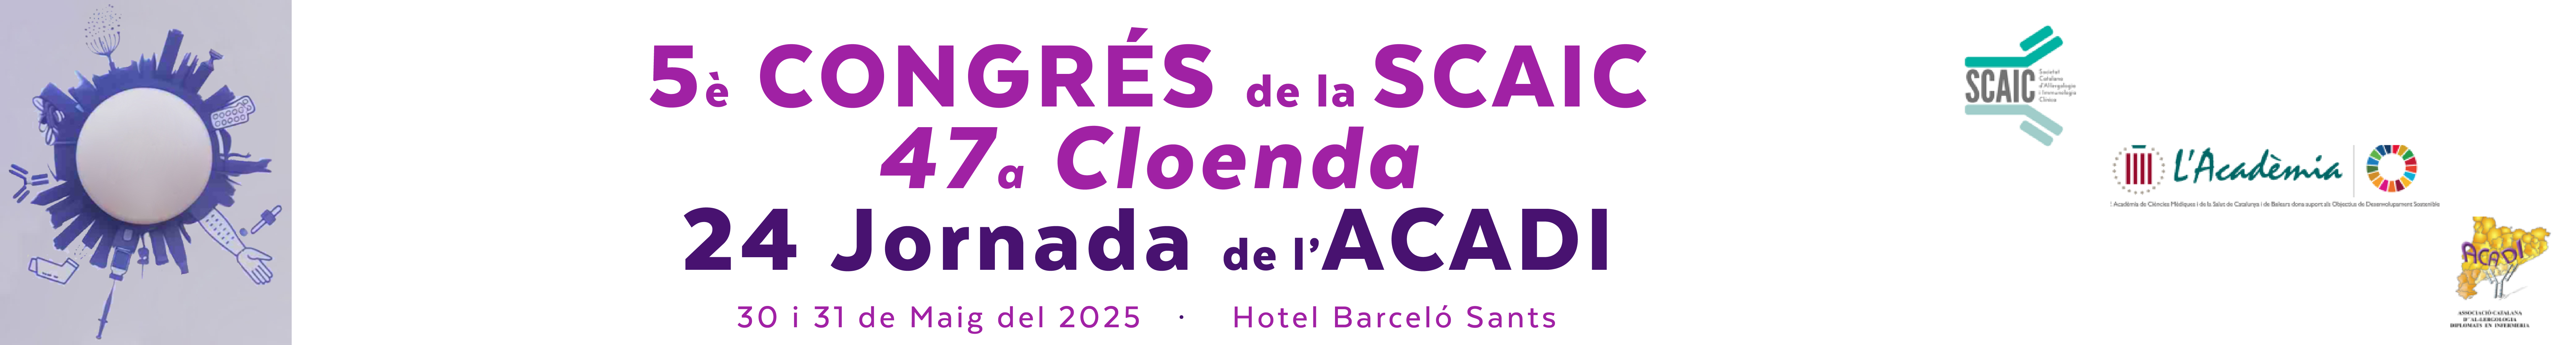 5è CONGRÉS de la SCAIC
47a Cloenda
24 Jornada de l'ACADI
30 i 31 de Maig del 2025 · Hotel Barceló Sants
SCAIC
Societat
Catalana
d'Al·lergologia
i Immunologia
Clínica
L'Acadèmia
L'Acadèmia de Ciències Mèdiques i de la Salut de Catalunya i de Balears dona suport als Objectius de Desenvolupament Sostenible
ACADI
ASSOCIACIÓ CATALANA
D'AL·LERGOLOGIA
DIPLOMATS EN INFERMERIA